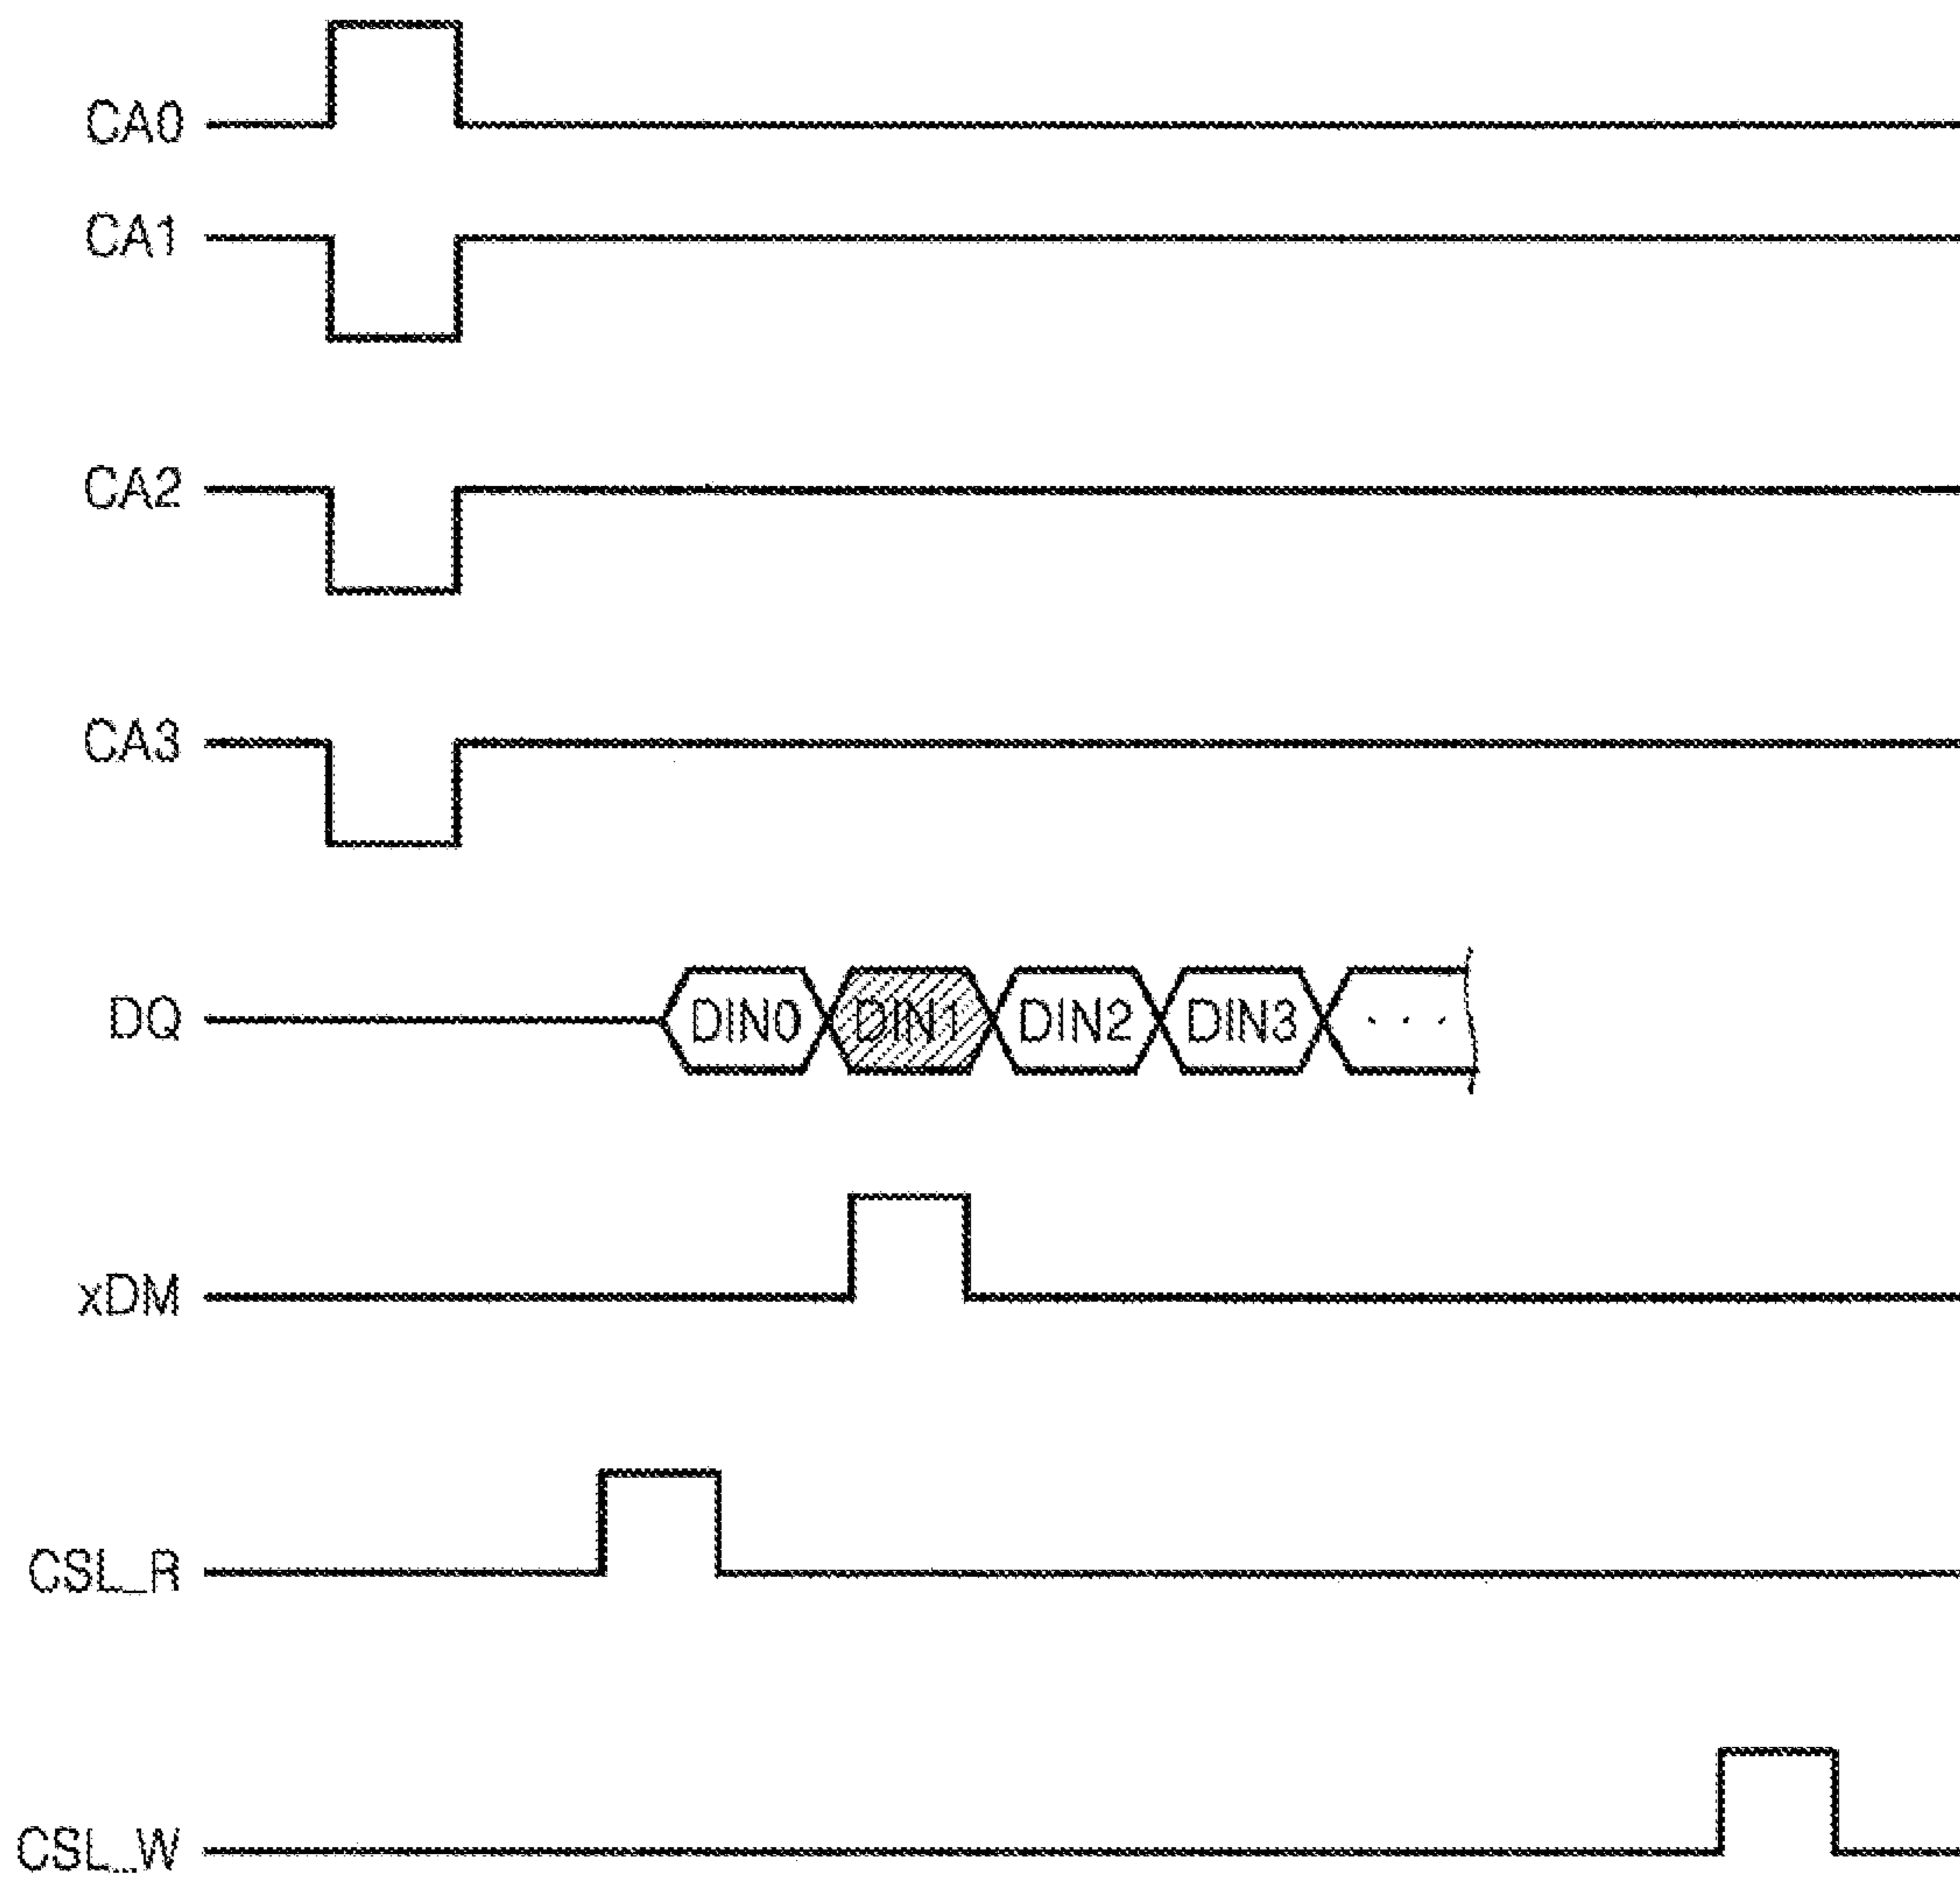 CA0
CA1
CA2
CA3
DQ DIN0 DIN1 DIN2 DIN3 . . .
xDM
CSL_R
CSL_W